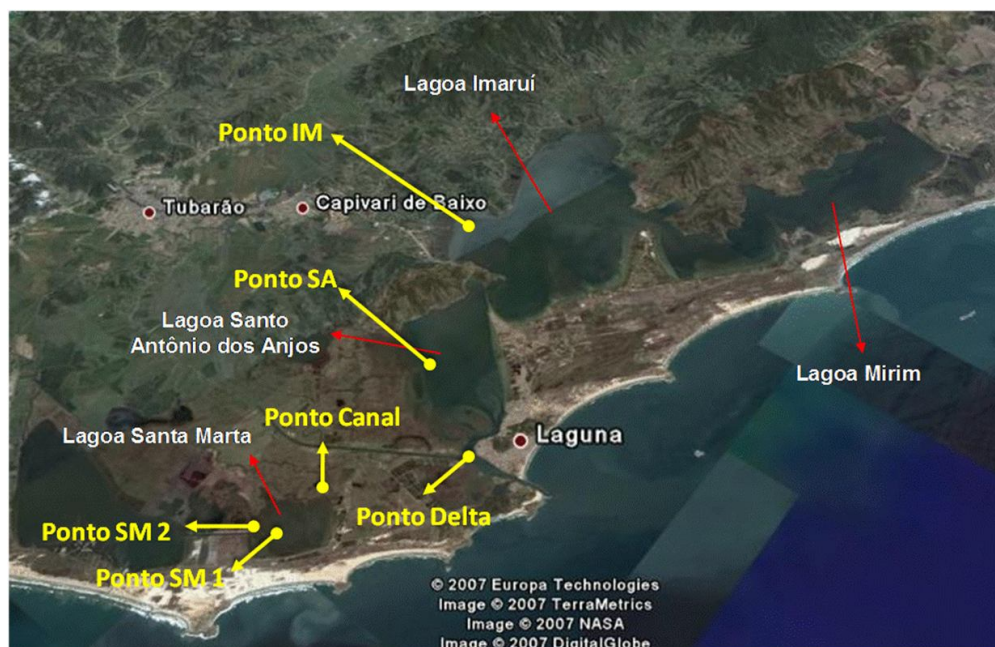 Lagoa Imaruí
Ponto IM
Tubarão
Capivari de Baixo
Ponto SA
Lagoa Santo
Antônio dos Anjos
Lagoa Mirim
Ponto Canal
Lagoa Santa Marta
Laguna
Ponto Delta
Ponto SM 2
Ponto SM 1
© 2007 Europa Technologies
Image © 2007 TerraMetrics
Image © 2007 NASA
Image © 2007 DigitalGlobe